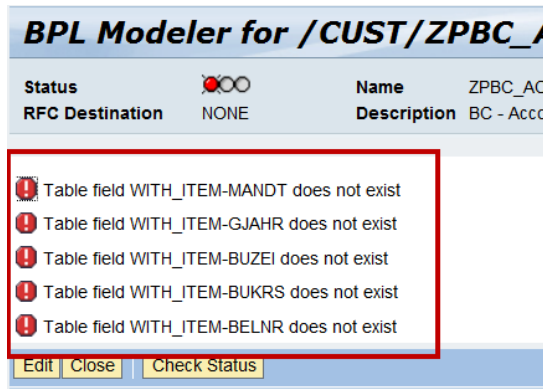 BPL Modeler for /CUST/ZPBC_A
Status NONE Name ZPBC_AC
RFC Destination NONE Description BC - Acco
Table field WITH_ITEM-MANDT does not exist
Table field WITH_ITEM-GJAHR does not exist
Table field WITH_ITEM-BUZEI does not exist
Table field WITH_ITEM-BUKRS does not exist
Table field WITH_ITEM-BELNR does not exist
Edit Close Check Status